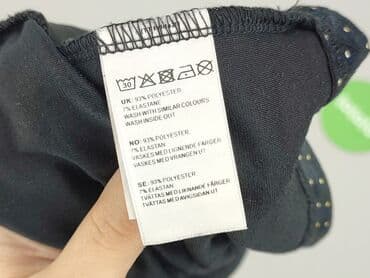 30
UK: 93% POLYESTER
7% ELASTANE
WASH WITH SIMILAR COLOURS
WASH INSIDE OUT
NO: 93% POLYESTER
7% ELASTAN
VASKES MED LIGNENDE FARGER
VASKES MED VRANGEN UT
SE: 93% POLYESTER
7% ELASTAN
TVÄTTAS MED LIKNANDE FÄRGER
TVÄTTAS MED AVIGSIDAN UT